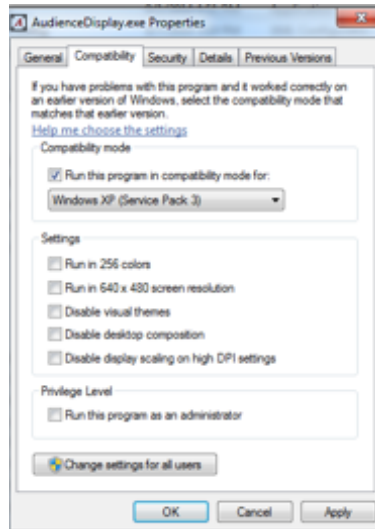 AudienceDisplay.exe Properties
General Compatibility Security Details Previous Versions
If you have problems with this program and it worked correctly on
an earlier version of Windows, select the compatibility mode that
matches that earlier version.
Help me choose the settings
Compatibility mode
Run this program in compatibility mode for:
Windows XP (Service Pack 3)
Settings
Run in 256 colors
Run in 640 x 480 screen resolution
Disable visual themes
Disable desktop composition
Disable display scaling on high DPI settings
Privilege Level
Run this program as an administrator
Change settings for all users
OK Cancel Apply